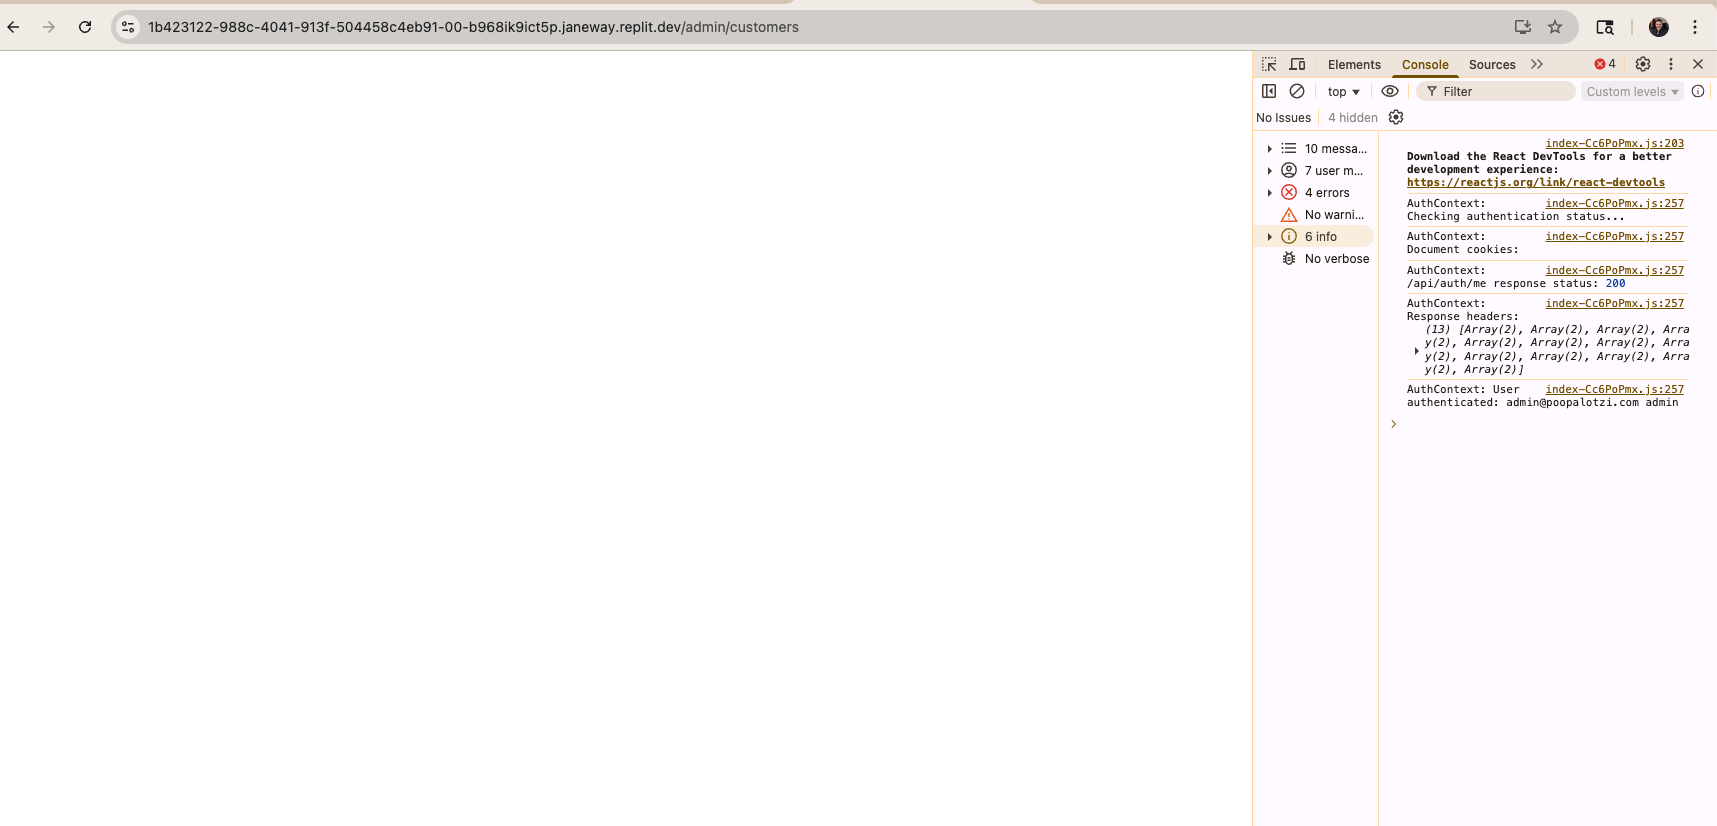 1b423122-988c-4041-913f-504458c4eb91-00-b968ik9ict5p.janeway.replit.dev/admin/customers
Elements Console Sources 4
top Filter Custom levels
No Issues 4 hidden
10 messa...
7 user m...
4 errors
No warni...
6 info
No verbose
index-Cc6PoPmx.js:203
Download the React DevTools for a better
development experience:
https://reactjs.org/link/react-devtools
AuthContext: index-Cc6PoPmx.js:257
Checking authentication status...
AuthContext: index-Cc6PoPmx.js:257
Document cookies:
AuthContext: index-Cc6PoPmx.js:257
/api/auth/me response status: 200
AuthContext: index-Cc6PoPmx.js:257
Response headers:
(13) [Array(2), Array(2), Array(2), Arra
y(2), Array(2), Array(2), Array(2), Arra
y(2), Array(2), Array(2), Array(2), Arra
y(2), Array(2)]
AuthContext: User index-Cc6PoPmx.js:257
authenticated: admin@poopalotzi.com admin